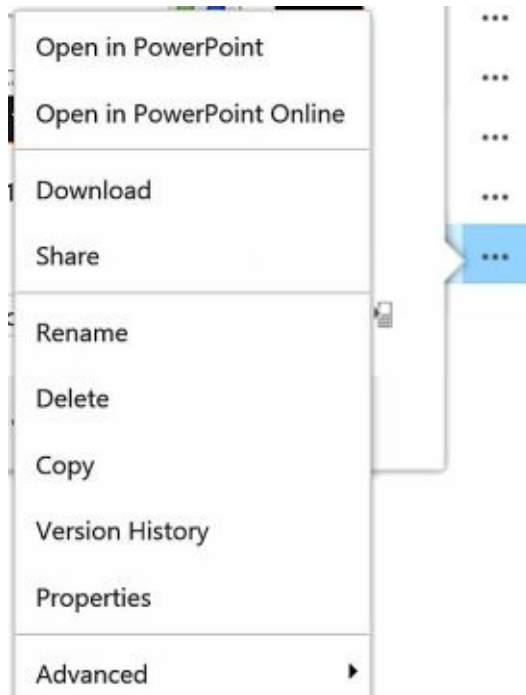 Open in PowerPoint
Open in PowerPoint Online
Download
Share
Rename
Delete
Copy
Version History
Properties
Advanced